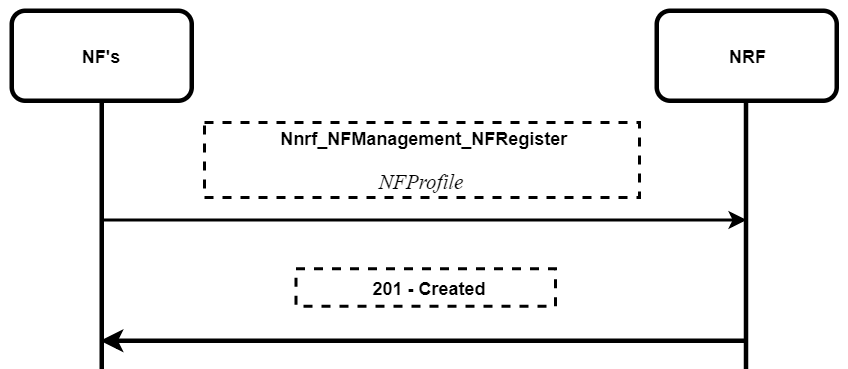 NF's
NRF
Nnrf_NFManagement_NFRegister
NFProfile
201 - Created